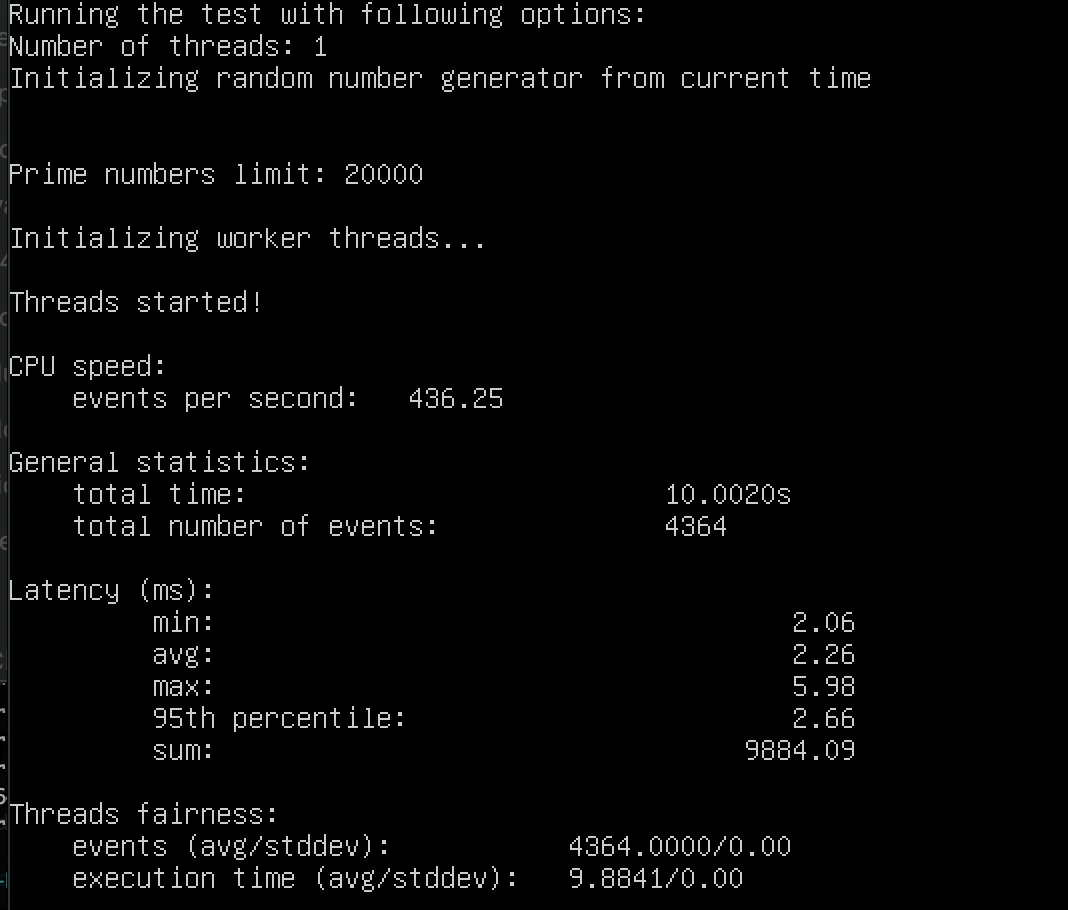 Running the test with following options:
Number of threads: 1
Initializing random number generator from current time
Prime numbers limit: 20000
Initializing worker threads...
Threads started!
CPU speed:
events per second: 436.25
General statistics:
total time: 10.0020s
total number of events: 4364
Latency (ms):
min: 2.06
avg: 2.26
max: 5.98
95th percentile: 2.66
sum: 9884.09
Threads fairness:
events (avg/stddev): 4364.0000/0.00
execution time (avg/stddev): 9.8841/0.00